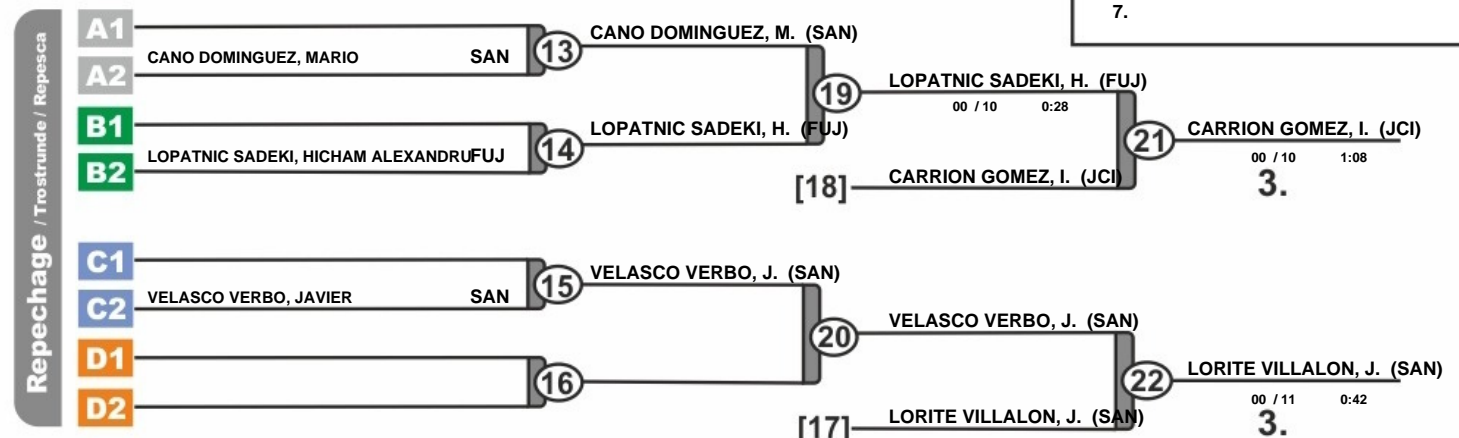 7.
Repechage / Trostrunde / Repesca
A1
CANO DOMINGUEZ, MARIO SAN
A2
13
CANO DOMINGUEZ, M. (SAN)
B1
LOPATNIC SADEKI, HICHAM ALEXANDRUFUJ
B2
14
LOPATNIC SADEKI, H. (FUJ)
19
LOPATNIC SADEKI, H. (FUJ)
00 / 10 0:28
[18]
CARRION GOMEZ, I. (JCI)
21
CARRION GOMEZ, I. (JCI)
00 / 10 1:08
3.
C1
VELASCO VERBO, JAVIER SAN
C2
15
VELASCO VERBO, J. (SAN)
D1
D2
16
20
VELASCO VERBO, J. (SAN)
[17]
LORITE VILLALON, J. (SAN)
22
LORITE VILLALON, J. (SAN)
00 / 11 0:42
3.